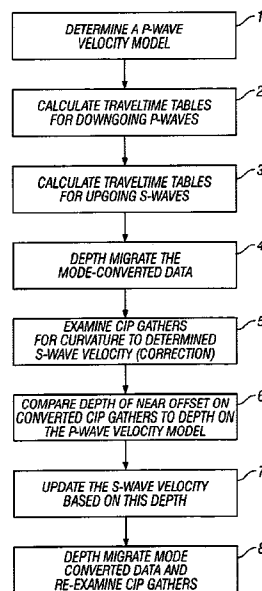 DETERMINE A P-WAVE
VELOCITY MODEL
1
CALCULATE TRAVELTIME TABLES
FOR DOWNGOING P-WAVES
2
CALCULATE TRAVELTIME TABLES
FOR UPGOING S-WAVES
3
DEPTH MIGRATE THE
MODE-CONVERTED DATA
4
EXAMINE CIP GATHERS
FOR CURVATURE TO DETERMINED
S-WAVE VELOCITY (CORRECTION)
5
COMPARE DEPTH OF NEAR OFFSET ON
CONVERTED CIP GATHERS TO DEPTH ON
THE P-WAVE VELOCITY MODEL
6
UPDATE THE S-WAVE VELOCITY
BASED ON THIS DEPTH
7
DEPTH MIGRATE MODE
CONVERTED DATA AND
RE-EXAMINE CIP GATHERS
8